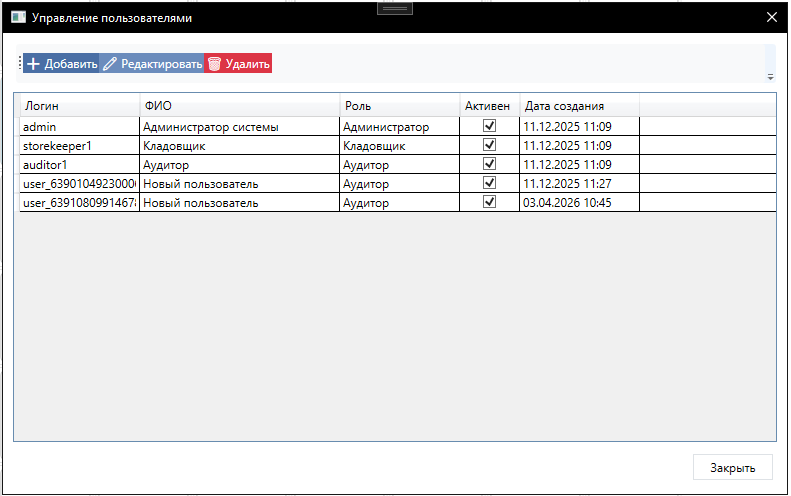 Управление пользователями
Добавить Редактировать Удалить
Логин ФИО Роль Активен Дата создания
admin Администратор системы Администратор 11.12.2025 11:09
storekeeper1 Кладовщик Кладовщик 11.12.2025 11:09
auditor1 Аудитор Аудитор 11.12.2025 11:09
user_6390104923000 Новый пользователь Аудитор 11.12.2025 11:27
user_6391080991467 Новый пользователь Аудитор 03.04.2026 10:45
Закрыть